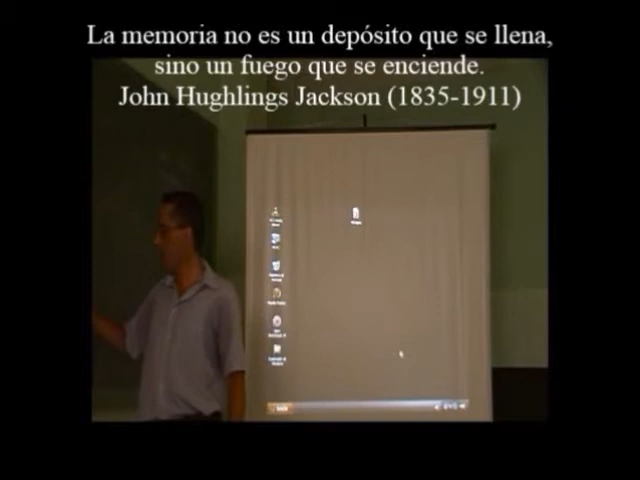 La memoria no es un depósito que se llena,
sino un fuego que se enciende.
John Hughlings Jackson (1835-1911)